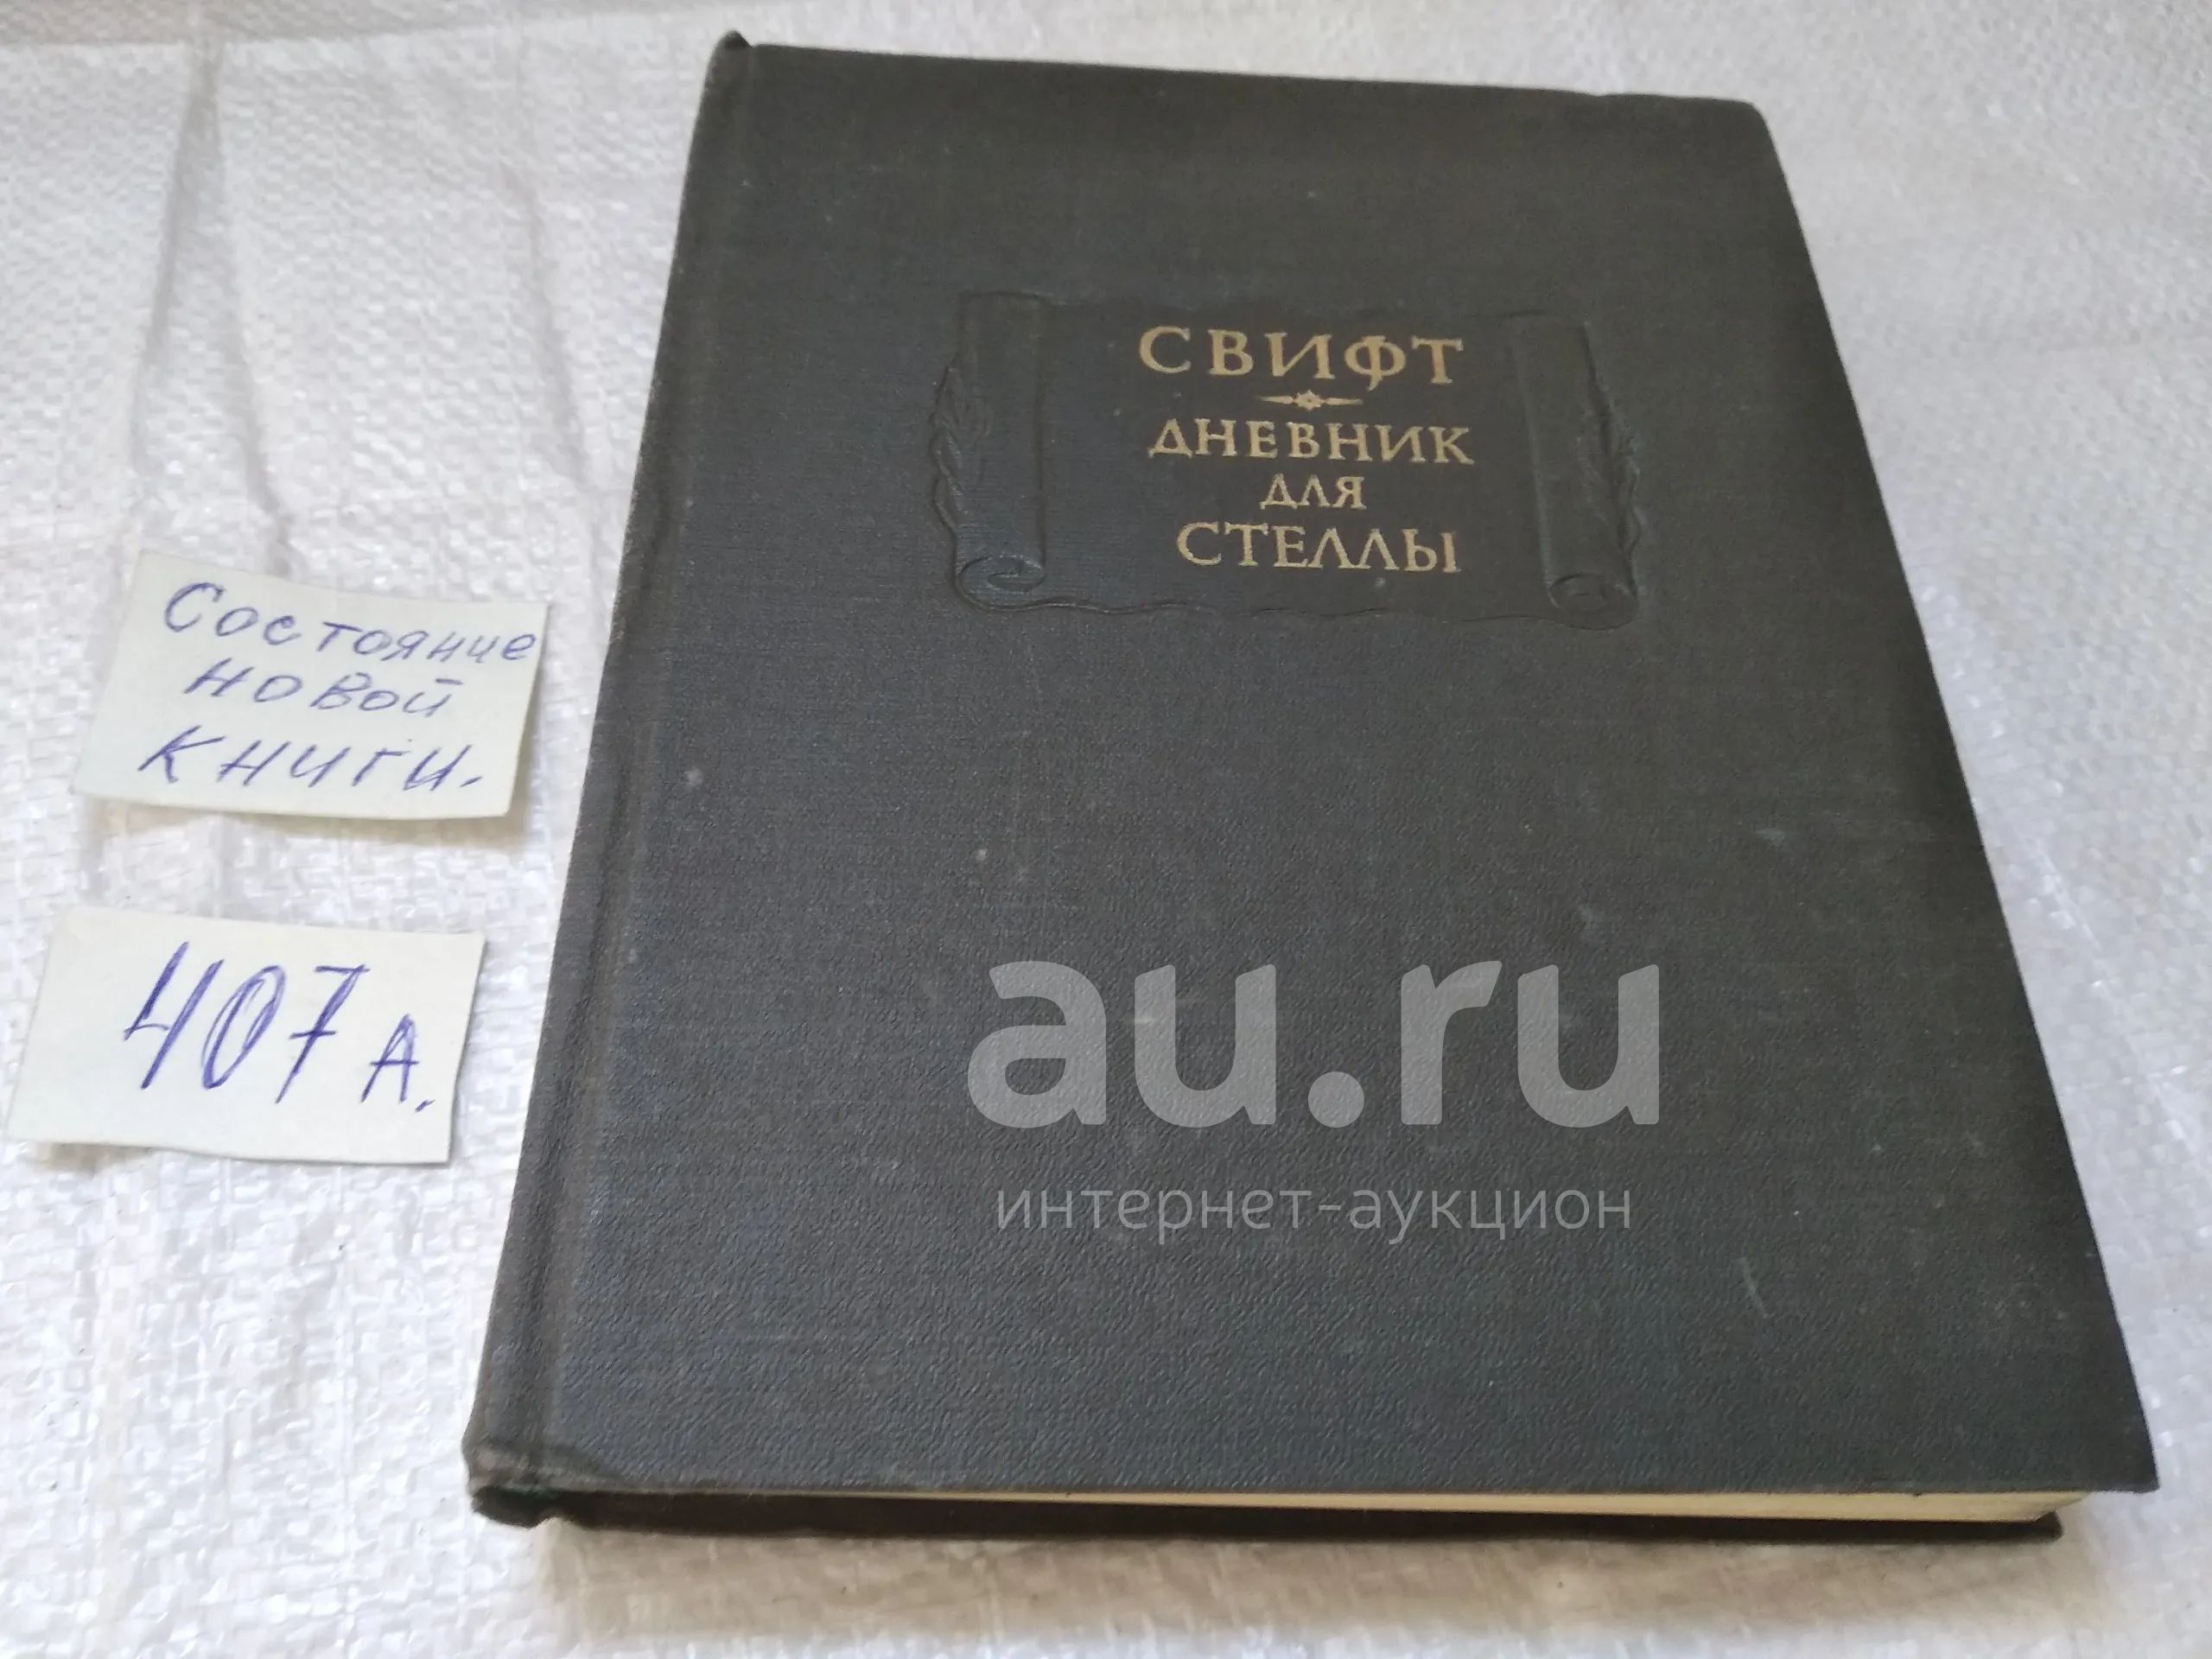 СВИФТ
ДНЕВНИК
ДЛЯ
СТЕЛЛЫ
Состояние
новой
книги.
407 А.
au.ru
интернет-аукцион